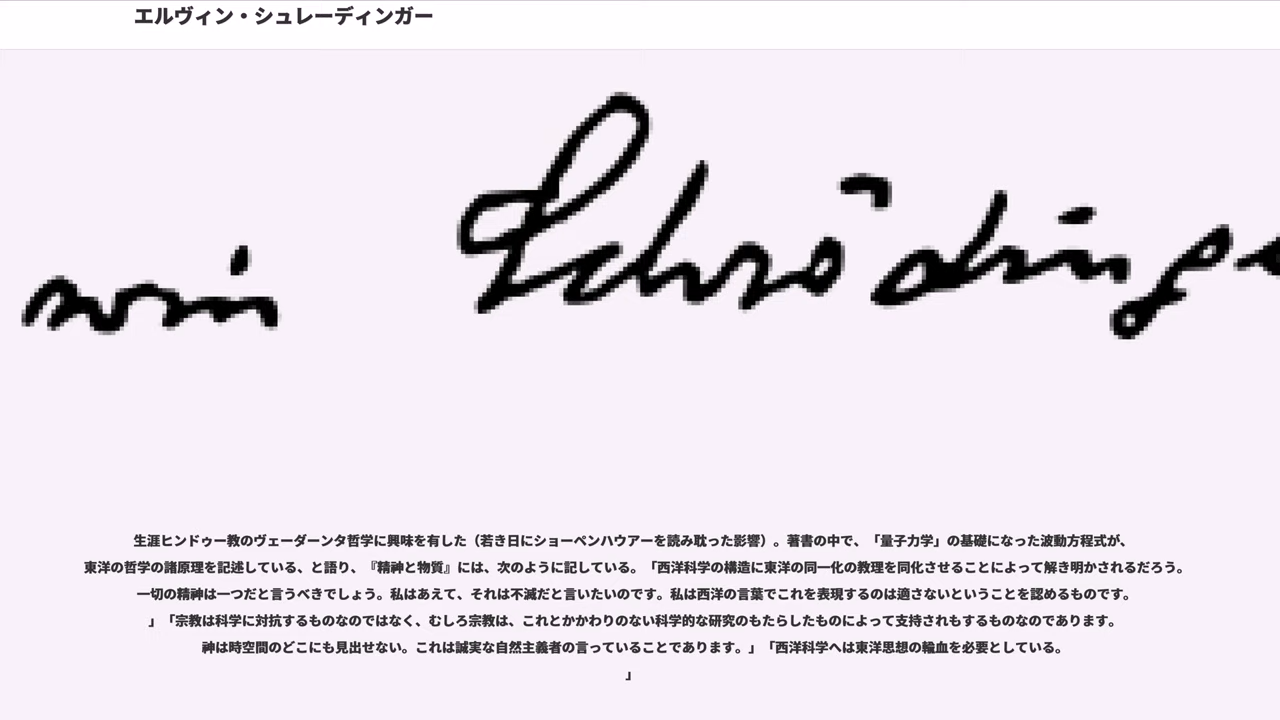 エルヴィン・シュレーディンガー
win Schrödinge
生涯ヒンドゥー教のヴェーダーンタ哲学に興味を有した（若き日にショーペンハウアーを読み耽った影響）。著書の中で、「量子力学」の基礎になった波動方程式が、
東洋の哲学の諸原理を記述している、と語り、『精神と物質』には、次のように記している。「西洋科学の構造に東洋の同一化の教理を同化させることによって解き明かされるだろう。
一切の精神は一つだと言うべきでしょう。私はあえて、それは不滅だと言いたいのです。私は西洋の言葉でこれを表現するのは適さないということを認めるものです。
」「宗教は科学に対抗するものなのではなく、むしろ宗教は、これとかかわりのない科学的な研究のもたらしたものによって支持されもするものなのであります。
神は時空間のどこにも見出せない。これは誠実な自然主義者の言っていることであります。」「西洋科学へは東洋思想の輸血を必要としている。
」